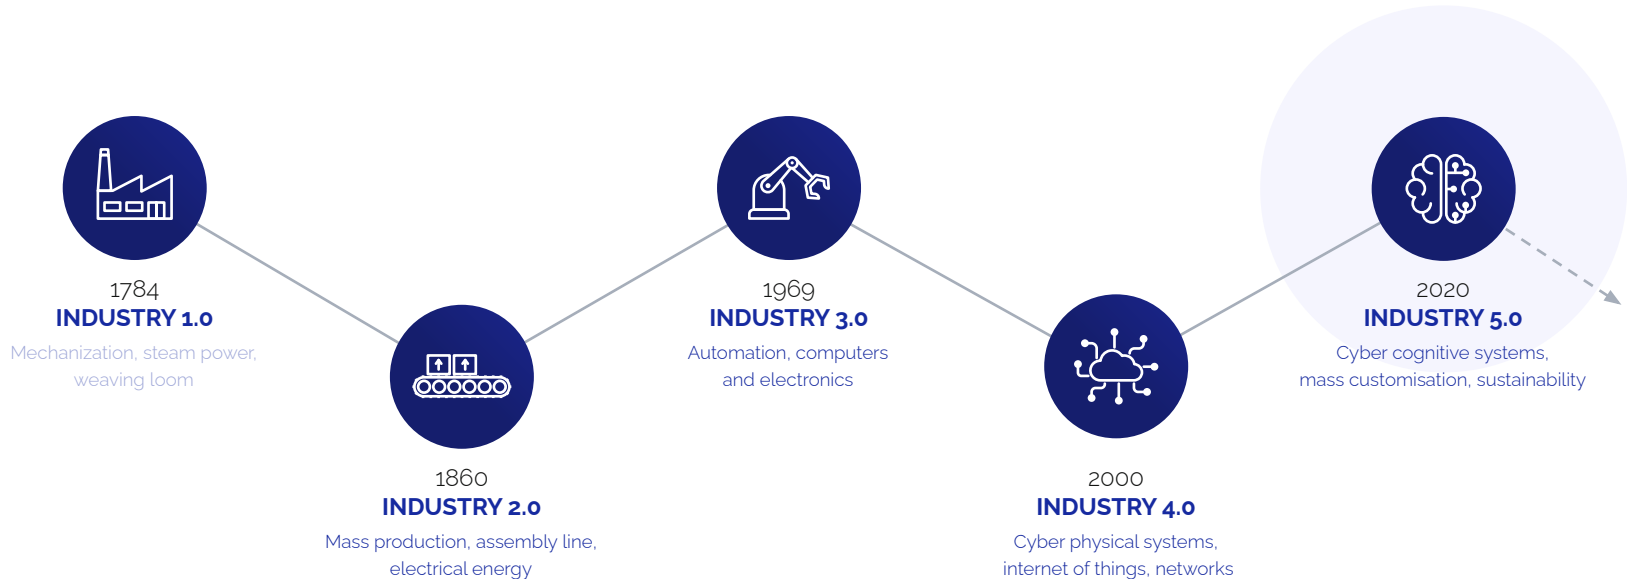 1784
INDUSTRY 1.0
Mechanization, steam power,
weaving loom
1860
INDUSTRY 2.0
Mass production, assembly line,
electrical energy
1969
INDUSTRY 3.0
Automation, computers
and electronics
2000
INDUSTRY 4.0
Cyber physical systems,
internet of things, networks
2020
INDUSTRY 5.0
Cyber cognitive systems,
mass customisation, sustainability